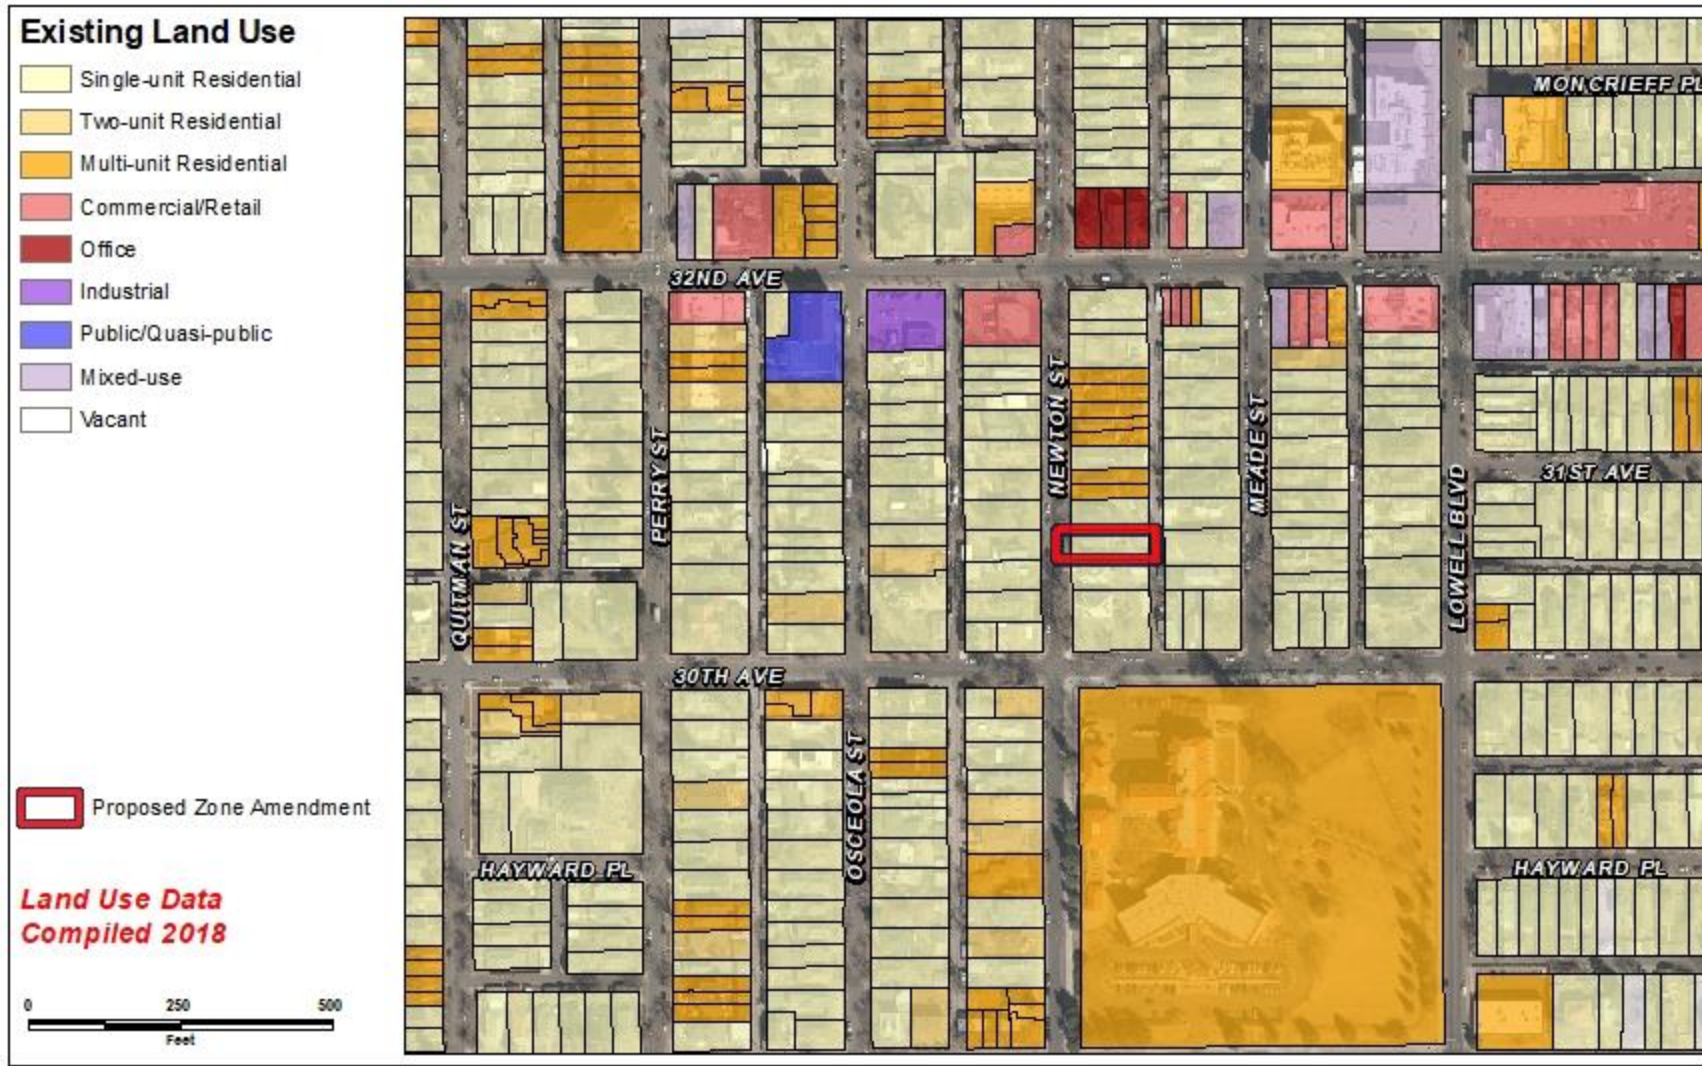 Existing Land Use
Single-unit Residential
Two-unit Residential
Multi-unit Residential
Commercial/Retail
Office
Industrial
Public/Quasi-public
Mixed-use
Vacant
Proposed Zone Amendment
Land Use Data
Compiled 2018
0 250 500
Feet
MONCRIEFF PL
32ND AVE
NEWTON ST
MEADE ST
PERRY ST
31ST AVE
LOWELL BLVD
QUITMAN ST
30TH AVE
OSCEOLA ST
HAYWARD PL
HAYWARD PL